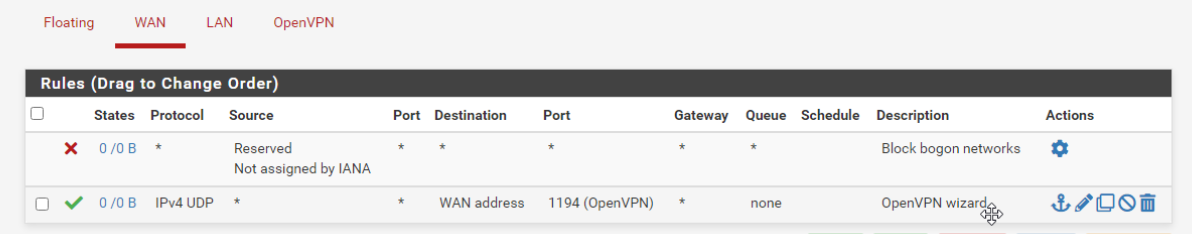 Floating WAN LAN OpenVPN
Rules (Drag to Change Order)
States Protocol Source Port Destination Port Gateway Queue Schedule Description Actions
0 /0 B * Reserved * * * * * Block bogon networks
Not assigned by IANA
0 /0 B IPv4 UDP * * WAN address 1194 (OpenVPN) * none OpenVPN wizard